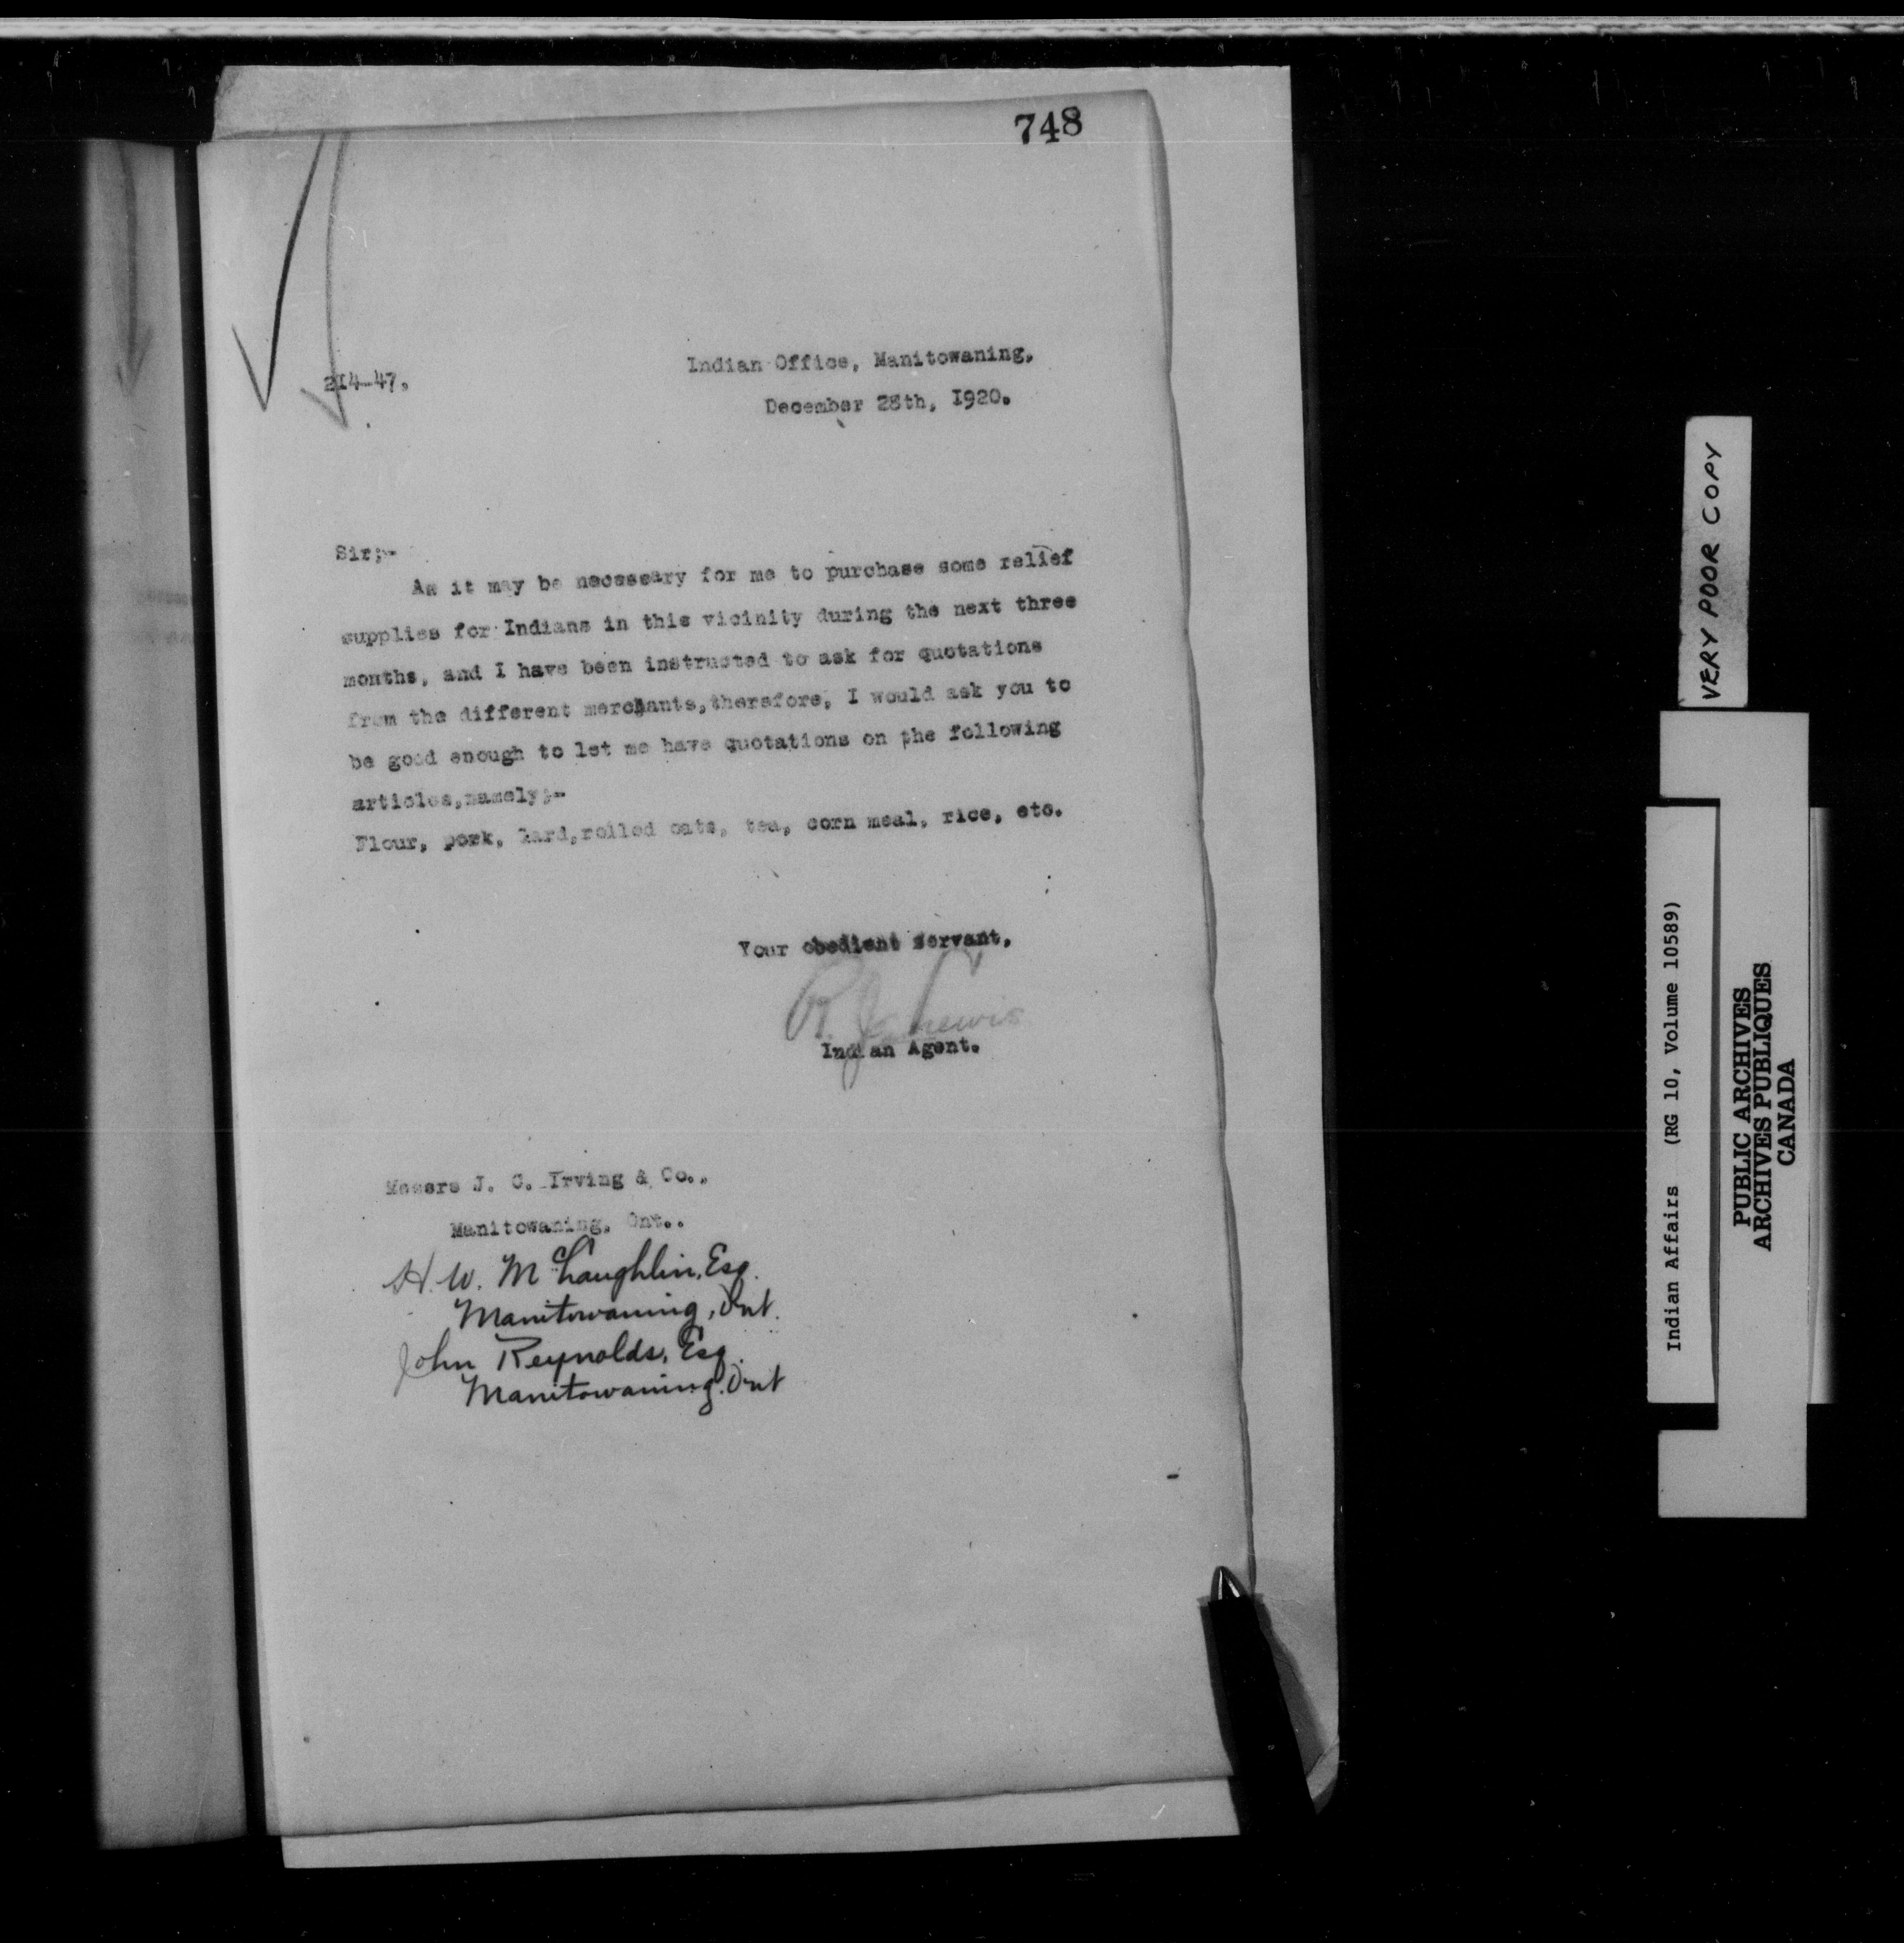 748
214-47.
Indian Office, Manitowaning,
December 28th, 1920.
Sir;-
As it may be necessary for me to purchase some relief
supplies for Indians in this vicinity during the next three
months, and I have been instructed to ask for quotations
from the different merchants,therefore, I would ask you to
be good enough to let me have quotations on the following
articles,namely;-
Flour, pork, lard,rolled oats, tea, corn meal, rice, etc.
Your obedient servant,
R. J. Lewis
Indian Agent.
Messrs J. C. Irving & Co.,
Manitowaning, Ont..
H. W. McLaughlin, Esq.
Manitowaning, Ont.
John Reynolds, Esq.
Manitowaning. Ont
VERY POOR COPY
Indian Affairs (RG 10, Volume 10589)
PUBLIC ARCHIVES
ARCHIVES PUBLIQUES
CANADA